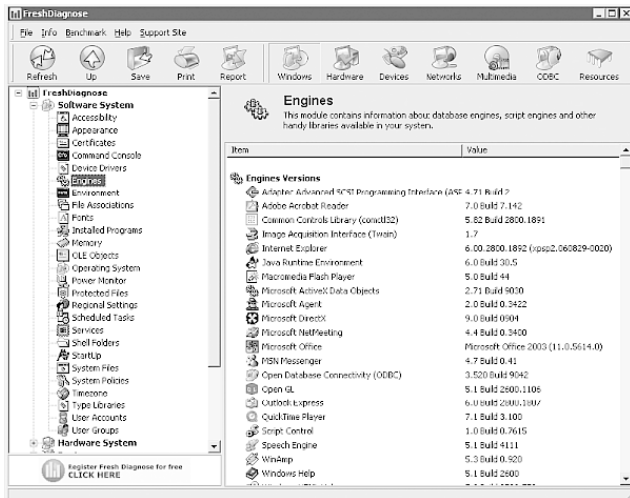 FreshDiagnose
File Info Benchmark Help Support Site
Refresh Up Save Print Report Windows Hardware Devices Networks Multimedia ODBC Resources
FreshDiagnose
Software System
Accessibility
Appearance
Certificates
Command Console
Device Drivers
Engines
Environment
File Associations
Fonts
Installed Programs
Memory
OLE Objects
Operating System
Power Monitor
Protected Files
Regional Settings
Scheduled Tasks
Services
Shell Folders
StartUp
System Files
System Policies
Timezone
Type Libraries
User Accounts
User Groups
Hardware System
Register Fresh Diagnose for free
CLICK HERE
Engines
This module contains information about database engines, script engines and other
handy libraries available in your system.
Item Value
Engines Versions
Adaptec Advanced SCSI Programming Interface (ASF 4.71 Build 2
Adobe Acrobat Reader 7.0 Build 7.142
Common Controls Library (comctl32) 5.82 Build 2800.1891
Image Acquisition Interface (Twain) 1.7
Internet Explorer 6.00.2800.1892 (xpsp2.060829-0020)
Java Runtime Environment 6.0 Build 30.5
Macromedia Flash Player 5.0 Build 44
Microsoft ActiveX Data Objects 2.71 Build 9030
Microsoft Agent 2.0 Build 0.3422
Microsoft DirectX 9.0 Build 0904
Microsoft NetMeeting 4.4 Build 0.3400
Microsoft Office Microsoft Office 2003 (11.0.5614.0)
MSN Messenger 4.7 Build 0.41
Open Database Connectivity (ODBC) 3.520 Build 9042
Open GL 5.1 Build 2600.1106
Outlook Express 6.0 Build 2800.1807
QuickTime Player 7.1 Build 3.100
Script Control 1.0 Build 0.7615
Speech Engine 5.1 Build 4111
WinAmp 5.3 Build 0.920
Windows Help 5.1 Build 2600